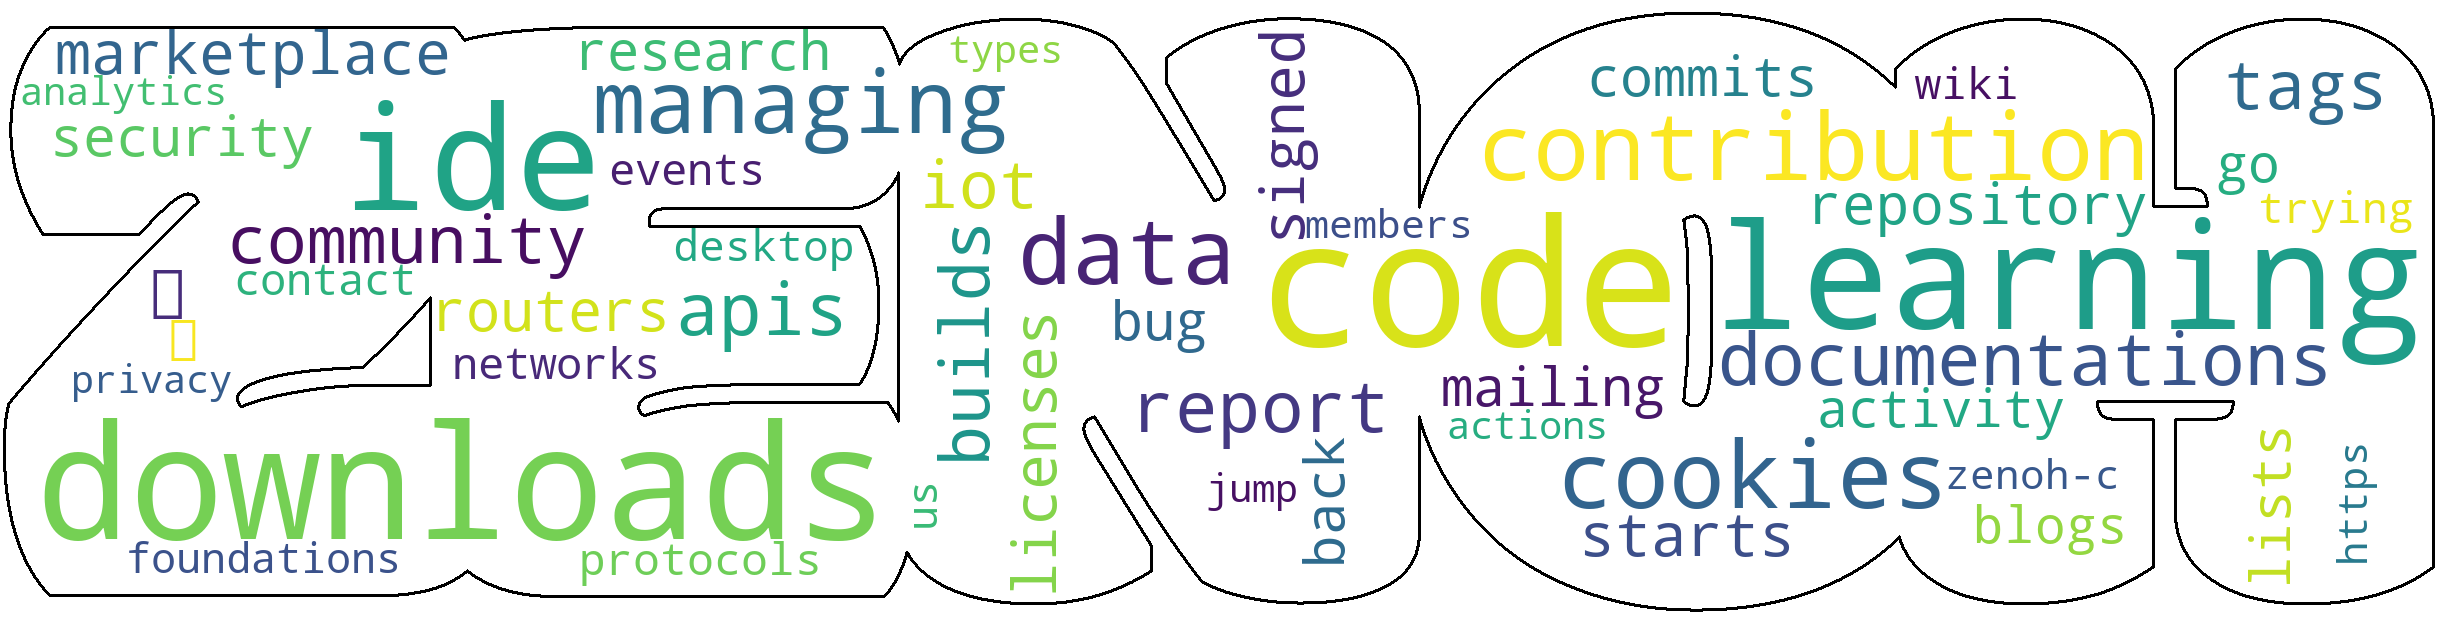 marketplace
research
types
signed
commits
wiki
tags
analytics
managing
security
ide
events
iot
contribution
go
repository
trying
community
desktop
data
members
code
learning
contact
routers
apis
builds
bug
networks
privacy
licenses
documentations
report
mailing
actions
activity
downloads
us
jump
back
cookies
zenoh-c
lists
https
foundations
protocols
starts
blogs